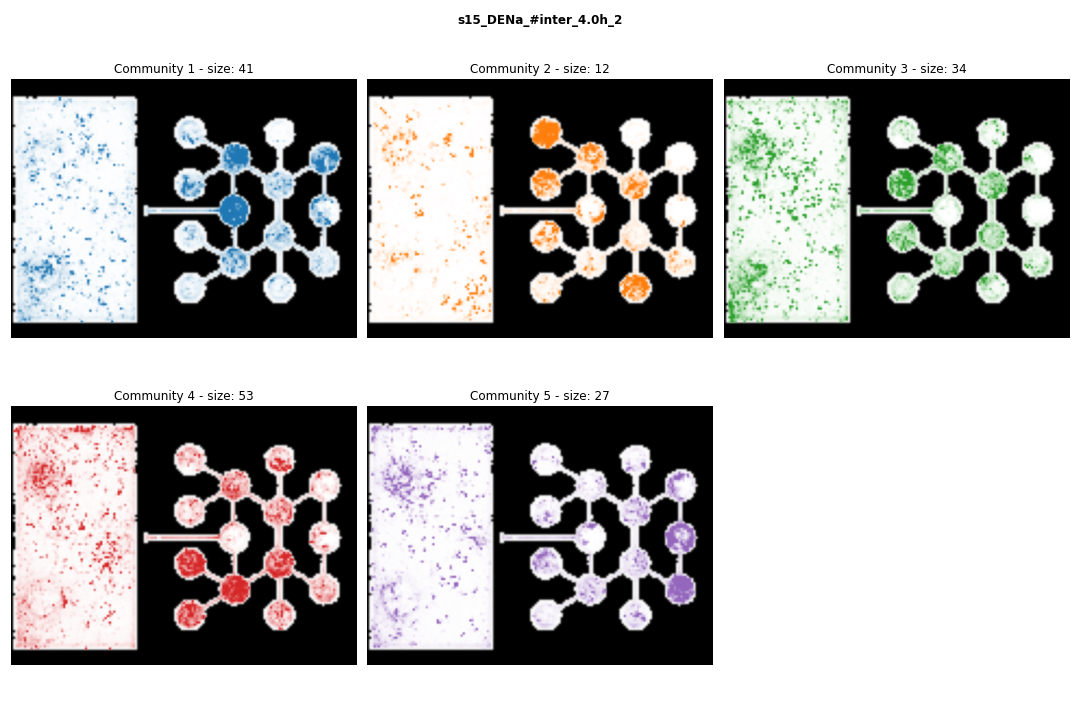 s15_DENa_#inter_4.0h_2
Community 1 - size: 41
Community 2 - size: 12
Community 3 - size: 34
Community 4 - size: 53
Community 5 - size: 27